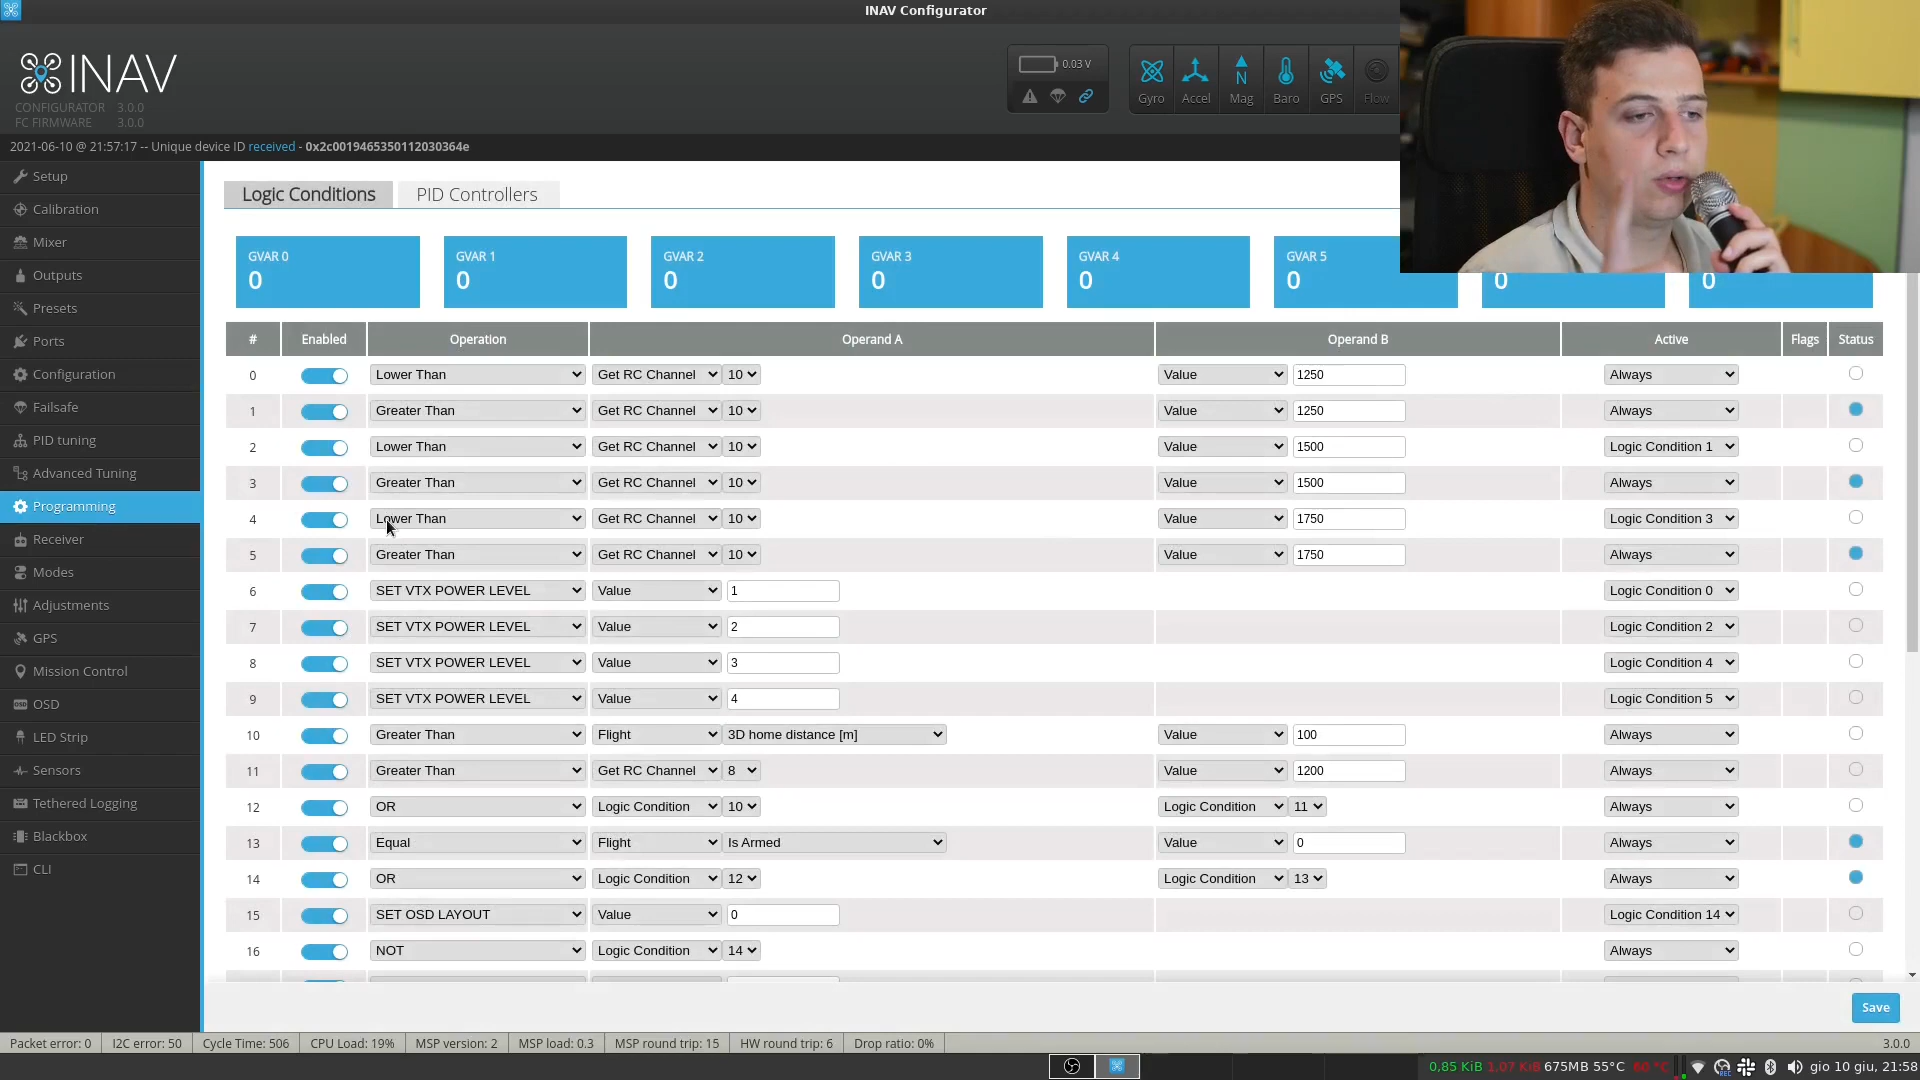 INAV Configurator
INAV
CONFIGURATOR 3.0.0
FC FIRMWARE 3.0.0
0.03 V
Gyro Accel Mag Baro GPS Flow
2021-06-10 @ 21:57:17 -- Unique device ID received - 0x2c0019465350112030364e
Setup
Calibration
Mixer
Outputs
Presets
Ports
Configuration
Failsafe
PID tuning
Advanced Tuning
Programming
Receiver
Modes
Adjustments
GPS
Mission Control
OSD
LED Strip
Sensors
Tethered Logging
Blackbox
CLI
Logic Conditions PID Controllers
GVAR 0 GVAR 1 GVAR 2 GVAR 3 GVAR 4 GVAR 5
0 0 0 0 0 0 0 0
# Enabled Operation Operand A Operand B Active Flags Status
0 Lower Than Get RC Channel 10 Value 1250 Always
1 Greater Than Get RC Channel 10 Value 1250 Always
2 Lower Than Get RC Channel 10 Value 1500 Logic Condition 1
3 Greater Than Get RC Channel 10 Value 1500 Always
4 Lower Than Get RC Channel 10 Value 1750 Logic Condition 3
5 Greater Than Get RC Channel 10 Value 1750 Always
6 SET VTX POWER LEVEL Value 1 Logic Condition 0
7 SET VTX POWER LEVEL Value 2 Logic Condition 2
8 SET VTX POWER LEVEL Value 3 Logic Condition 4
9 SET VTX POWER LEVEL Value 4 Logic Condition 5
10 Greater Than Flight 3D home distance [m] Value 100 Always
11 Greater Than Get RC Channel 8 Value 1200 Always
12 OR Logic Condition 10 Logic Condition 11 Always
13 Equal Flight Is Armed Value 0 Always
14 OR Logic Condition 12 Logic Condition 13 Always
15 SET OSD LAYOUT Value 0 Logic Condition 14
16 NOT Logic Condition 14 Always
Save
Packet error: 0 I2C error: 50 Cycle Time: 506 CPU Load: 19% MSP version: 2 MSP load: 0.3 MSP round trip: 15 HW round trip: 6 Drop ratio: 0% 3.0.0
0,85 KiB 1,07 KiB 675MB 55°C 60 °C gio 10 giu, 21:58